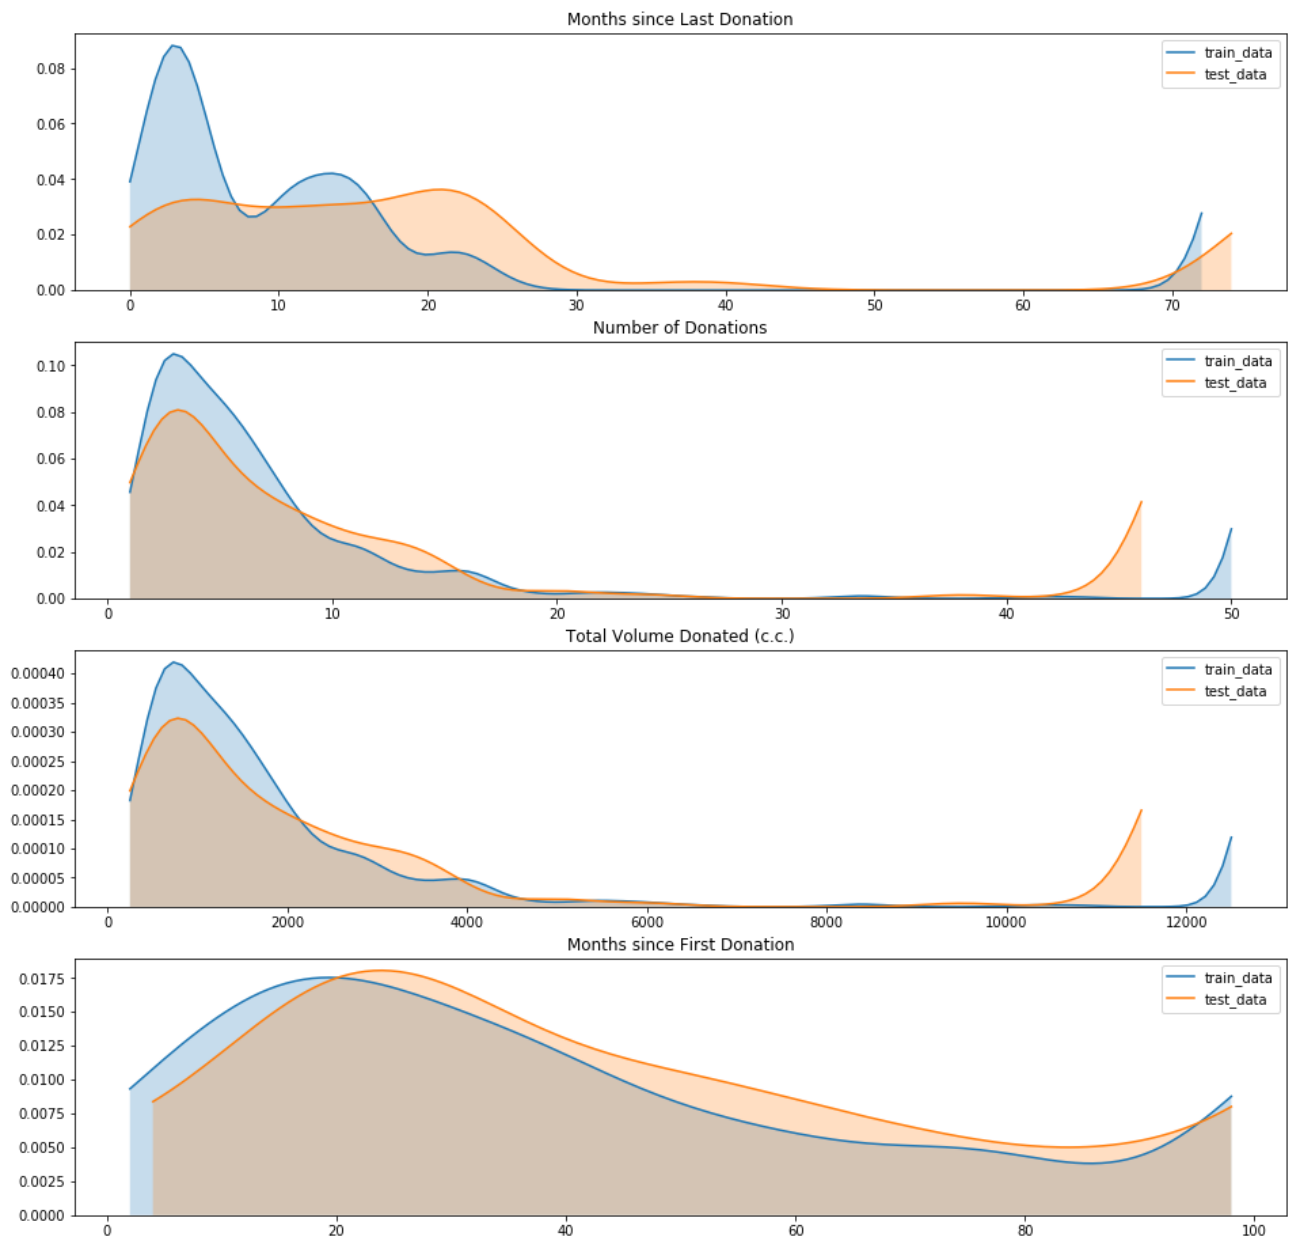 Months since Last Donation
train_data
test_data
0.08
0.06
0.04
0.02
0.00
0 10 20 30 40 50 60 70
Number of Donations
train_data
test_data
0.10
0.08
0.06
0.04
0.02
0.00
0 10 20 30 40 50
Total Volume Donated (c.c.)
train_data
test_data
0.00040
0.00035
0.00030
0.00025
0.00020
0.00015
0.00010
0.00005
0.00000
0 2000 4000 6000 8000 10000 12000
Months since First Donation
train_data
test_data
0.0175
0.0150
0.0125
0.0100
0.0075
0.0050
0.0025
0.0000
0 20 40 60 80 100